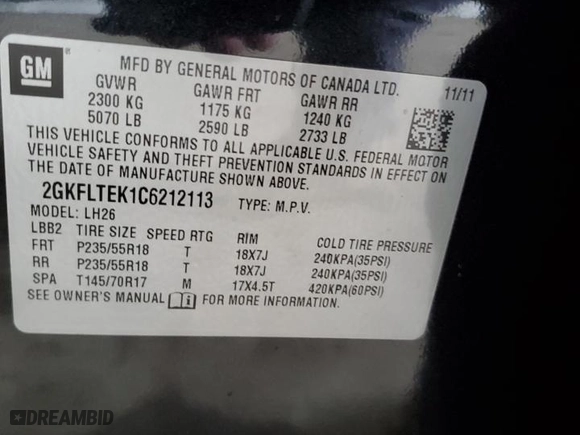 GM
MFD BY GENERAL MOTORS OF CANADA LTD. 11/11
GVWR GAWR FRT GAWR RR
2300 KG 1175 KG 1240 KG
5070 LB 2590 LB 2733 LB
THIS VEHICLE CONFORMS TO ALL APPLICABLE U.S. FEDERAL MOTOR
VEHICLE SAFETY AND THEFT PREVENTION STANDARDS IN EFFECT ON
THE DATE OF MANUFACTURE SHOWN ABOVE.
2GKFLTEK1C6212113 TYPE: M.P.V.
MODEL: LH26
LBB2 TIRE SIZE SPEED RTG RIM COLD TIRE PRESSURE
FRT P235/55R18 T 18X7J 240KPA(35PSI)
RR P235/55R18 T 18X7J 240KPA(35PSI)
SPA T145/70R17 M 17X4.5T 420KPA(60PSI)
SEE OWNER'S MANUAL FOR MORE INFORMATION
DREAMBID